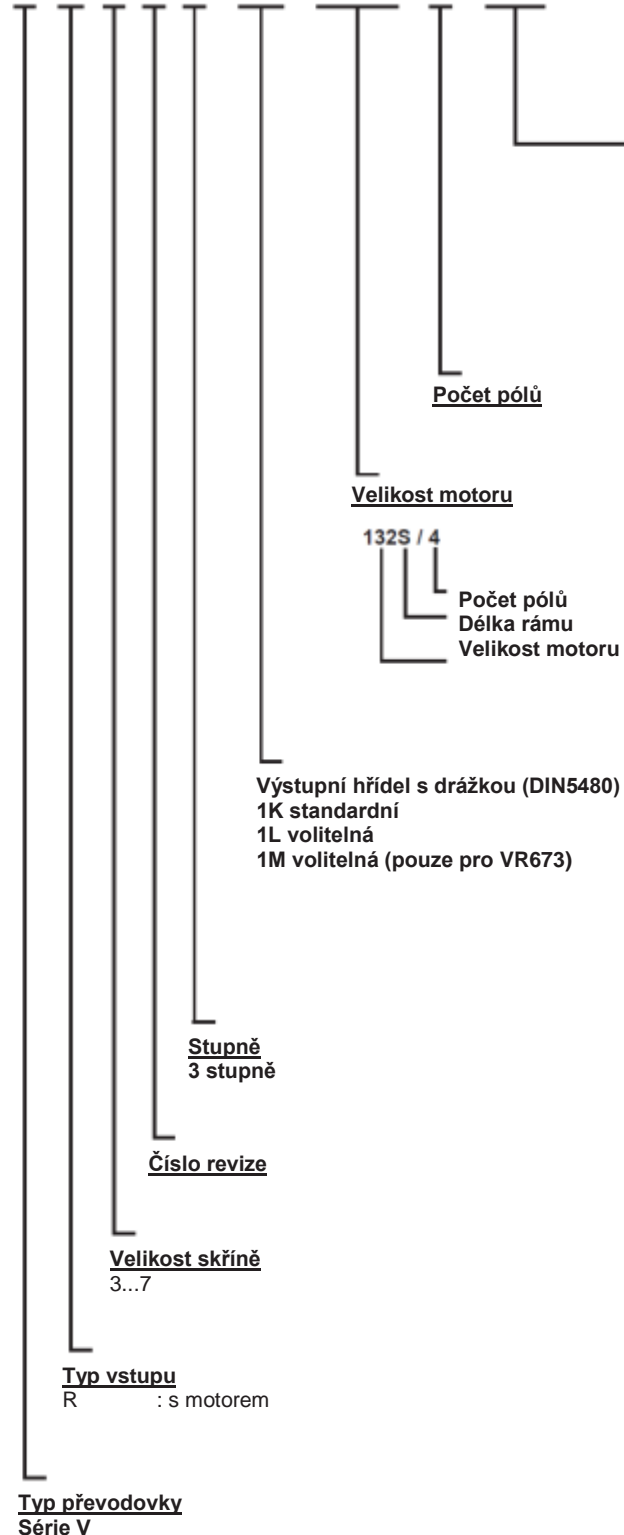 Počet pólů
Velikost motoru
132S / 4
Počet pólů
Délka rámu
Velikost motoru
Výstupní hřídel s drážkou (DIN5480)
1K standardní
1L volitelná
1M volitelná (pouze pro VR673)
Stupně
3 stupně
Číslo revize
Velikost skříně
3...7
Typ vstupu
R : s motorem
Typ převodovky
Série V